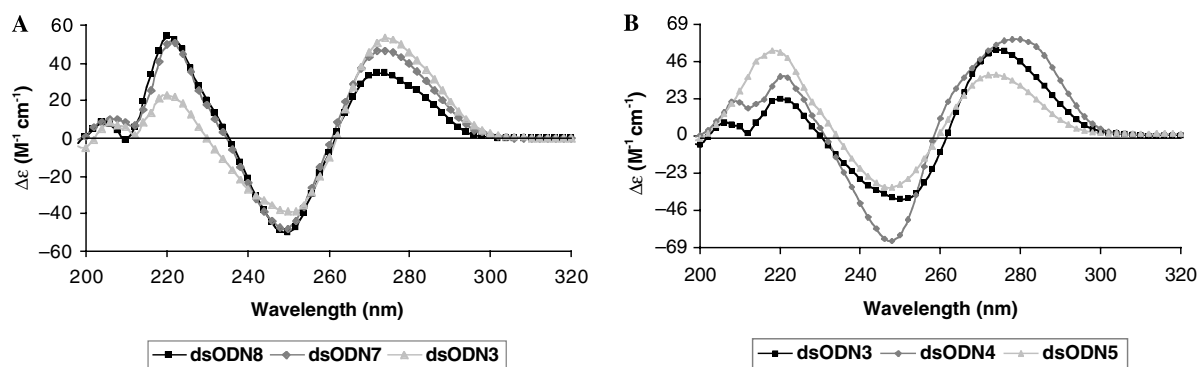 A
60
40
20
0
−20
−40
−60
Δε (M⁻¹ cm⁻¹)
200 220 240 260 280 300 320
Wavelength (nm)
dsODN8 dsODN7 dsODN3
B
69
46
23
0
−23
−46
−69
Δε (M⁻¹ cm⁻¹)
200 220 240 260 280 300 320
Wavelength (nm)
dsODN3 dsODN4 dsODN5